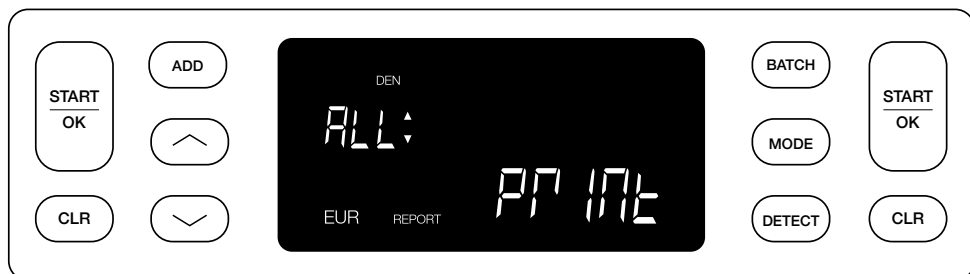 START
OK
CLR
ADD
DEN
ALL:
EUR REPORT PrINt
BATCH
MODE
DETECT
START
OK
CLR